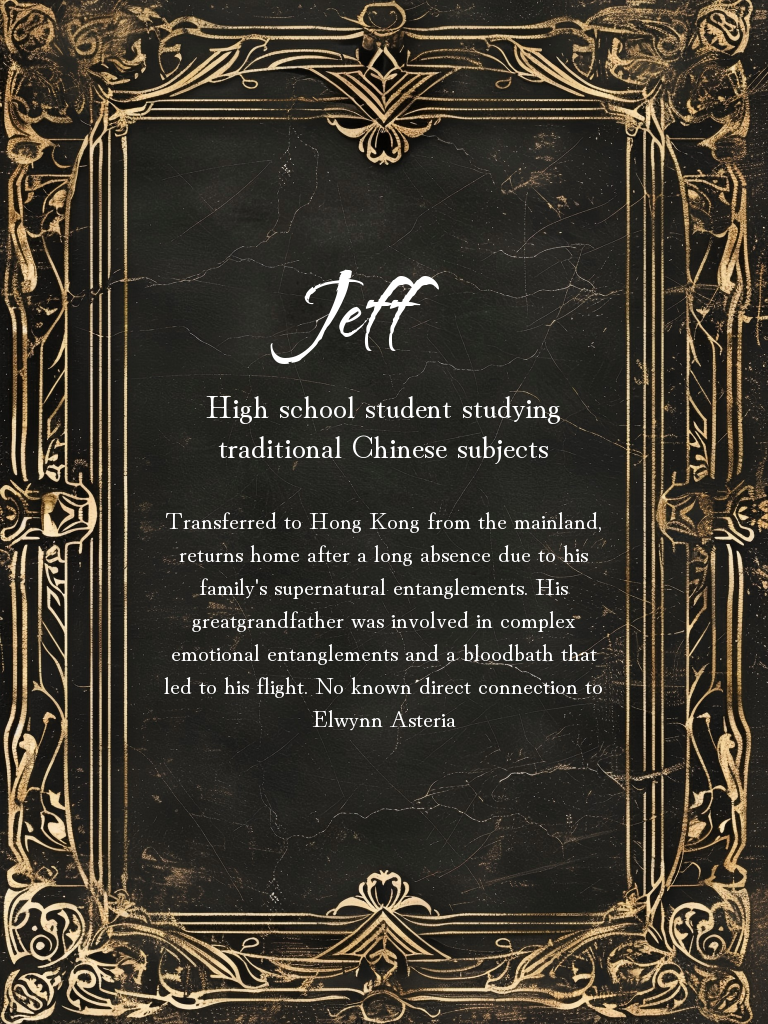 Jeff
High school student studying
traditional Chinese subjects
Transferred to Hong Kong from the mainland,
returns home after a long absence due to his
family's supernatural entanglements. His
greatgrandfather was involved in complex
emotional entanglements and a bloodbath that
led to his flight. No known direct connection to
Elwynn Asteria